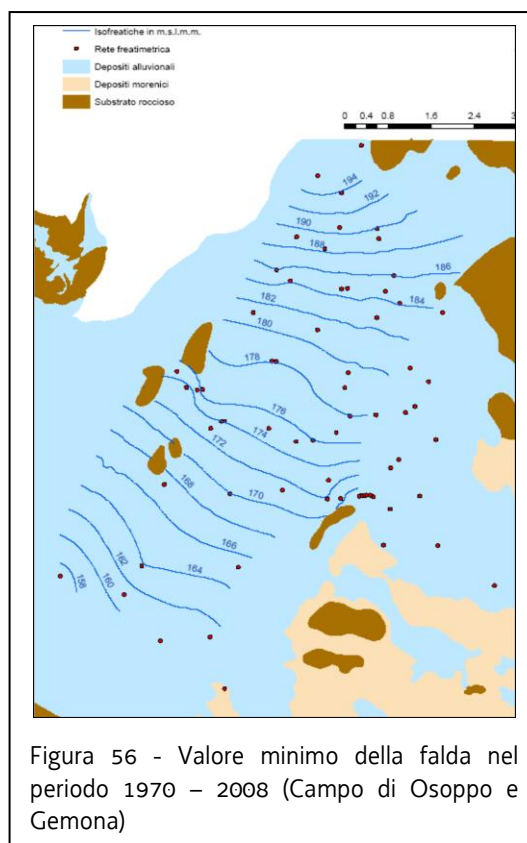 Isofreatiche in m.s.l.m.m.
Rete freatimetrica
Depositi alluvionali
Depositi morenici
Substrato roccioso
0 0.4 0.8 1.6 2.4 3
194
192
190
188
186
184
182
180
178
176
174
172
170
168
166
164
162
160
158
Figura 56 - Valore minimo della falda nel
periodo 1970 – 2008 (Campo di Osoppo e
Gemona)